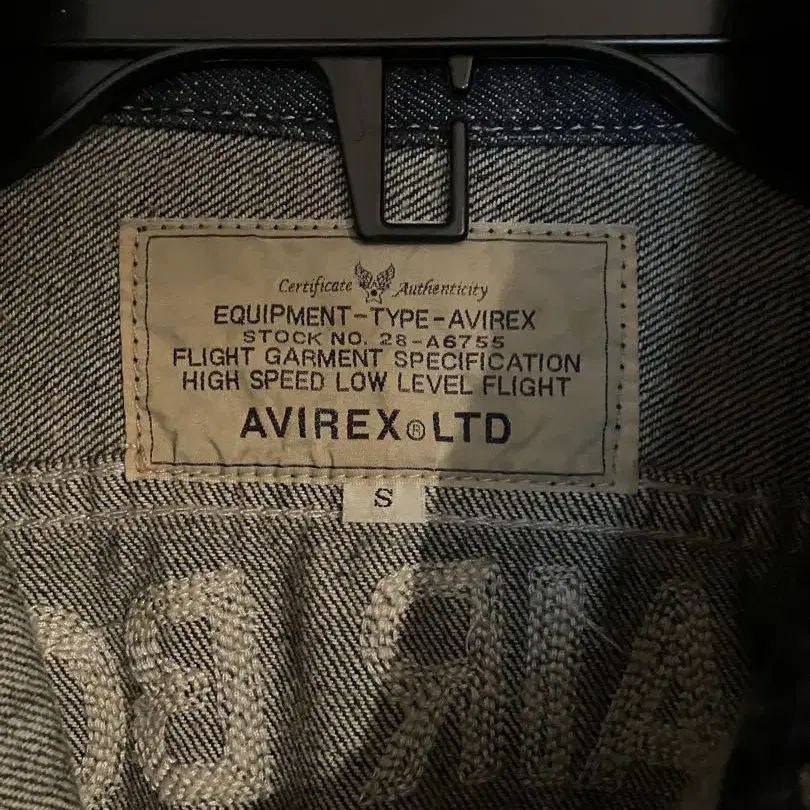 Certificate Authenticity
EQUIPMENT-TYPE-AVIREX
STOCK NO. 28-A6755
FLIGHT GARMENT SPECIFICATION
HIGH SPEED LOW LEVEL FLIGHT
AVIREX® LTD
S
AIR B